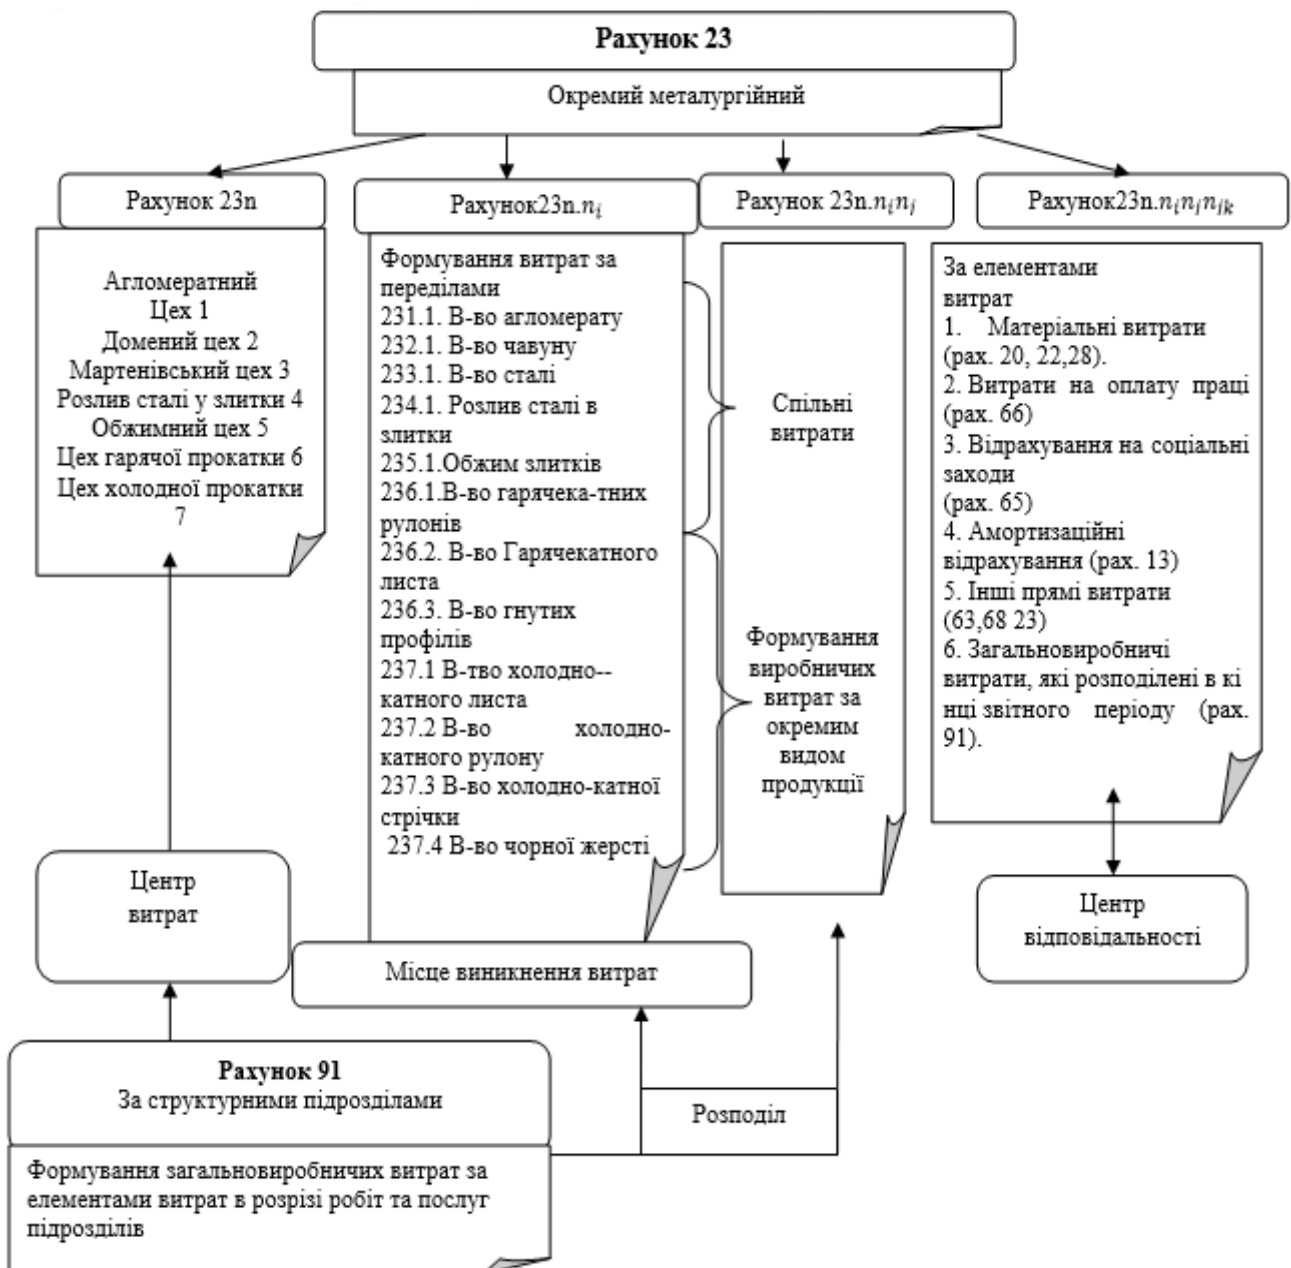 Рахунок 23
Окремий металургійний
Рахунок 23n
Агломератний
Цех 1
Домений цех 2
Мартенівський цех 3
Розлив сталі у злитки 4
Обжимний цех 5
Цех гарячої прокатки 6
Цех холодної прокатки
7
Центр
витрат
Рахунок23n.nᵢ
Формування витрат за
переділами
231.1. В-во агломерату
232.1. В-во чавуну
233.1. В-во сталі
234.1. Розлив сталі в
злитки
235.1.Обжим злитків
236.1.В-во гарячека-тних
рулонів
236.2. В-во Гарячекатного
листа
236.3. В-во гнутих
профілів
237.1 В-тво холодно--
катного листа
237.2 В-во холодно-
катного рулону
237.3 В-во холодно-катної
стрічки
237.4 В-во чорної жерсті
Місце виникнення витрат
Рахунок 23n.nᵢnⱼ
Спільні
витрати
Формування
виробничих
витрат за
окремим
видом
продукції
Рахунок23n.nᵢnⱼnⱼₖ
За елементами
витрат
1. Матеріальні витрати
(рах. 20, 22,28).
2. Витрати на оплату праці
(рах. 66)
3. Відрахування на соціальні
заходи
(рах. 65)
4. Амортизаційні
відрахування (рах. 13)
5. Інші прямі витрати
(63,68 23)
6. Загальновиробничі
витрати, які розподілені в кі
нці звітного періоду (рах.
91).
Центр
відповідальності
Рахунок 91
За структурними підрозділами
Формування загальновиробничих витрат за
елементами витрат в розрізі робіт та послуг
підрозділів
Розподіл